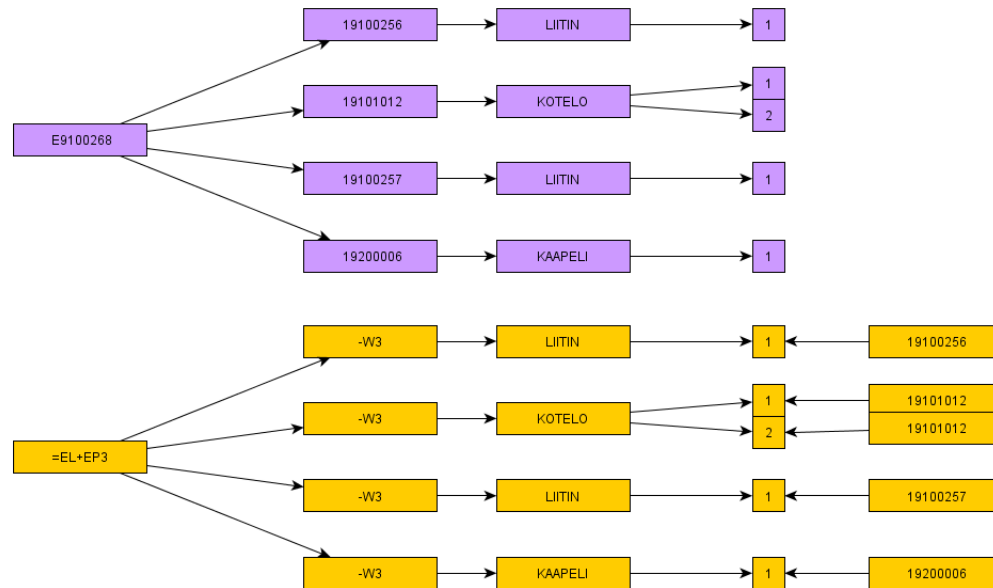 19100256 LIITIN 1
19101012 KOTELO 1
2
E9100268
19100257 LIITIN 1
19200006 KAAPELI 1
-W3 LIITIN 1 19100256
-W3 KOTELO 1 19101012
2 19101012
=EL+EP3
-W3 LIITIN 1 19100257
-W3 KAAPELI 1 19200006